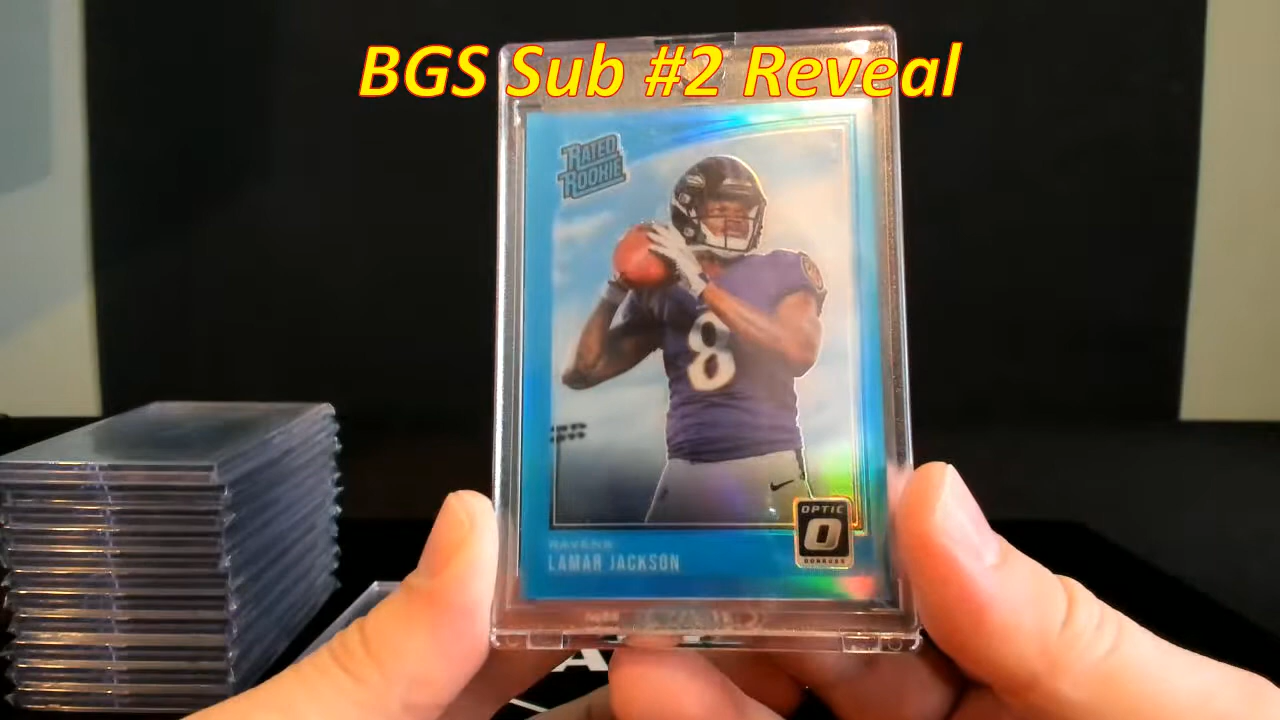 BGS Sub #2 Reveal
RATED
ROOKIE
8
OPTIC
O
DONRUSS
RAVENS
LAMAR JACKSON